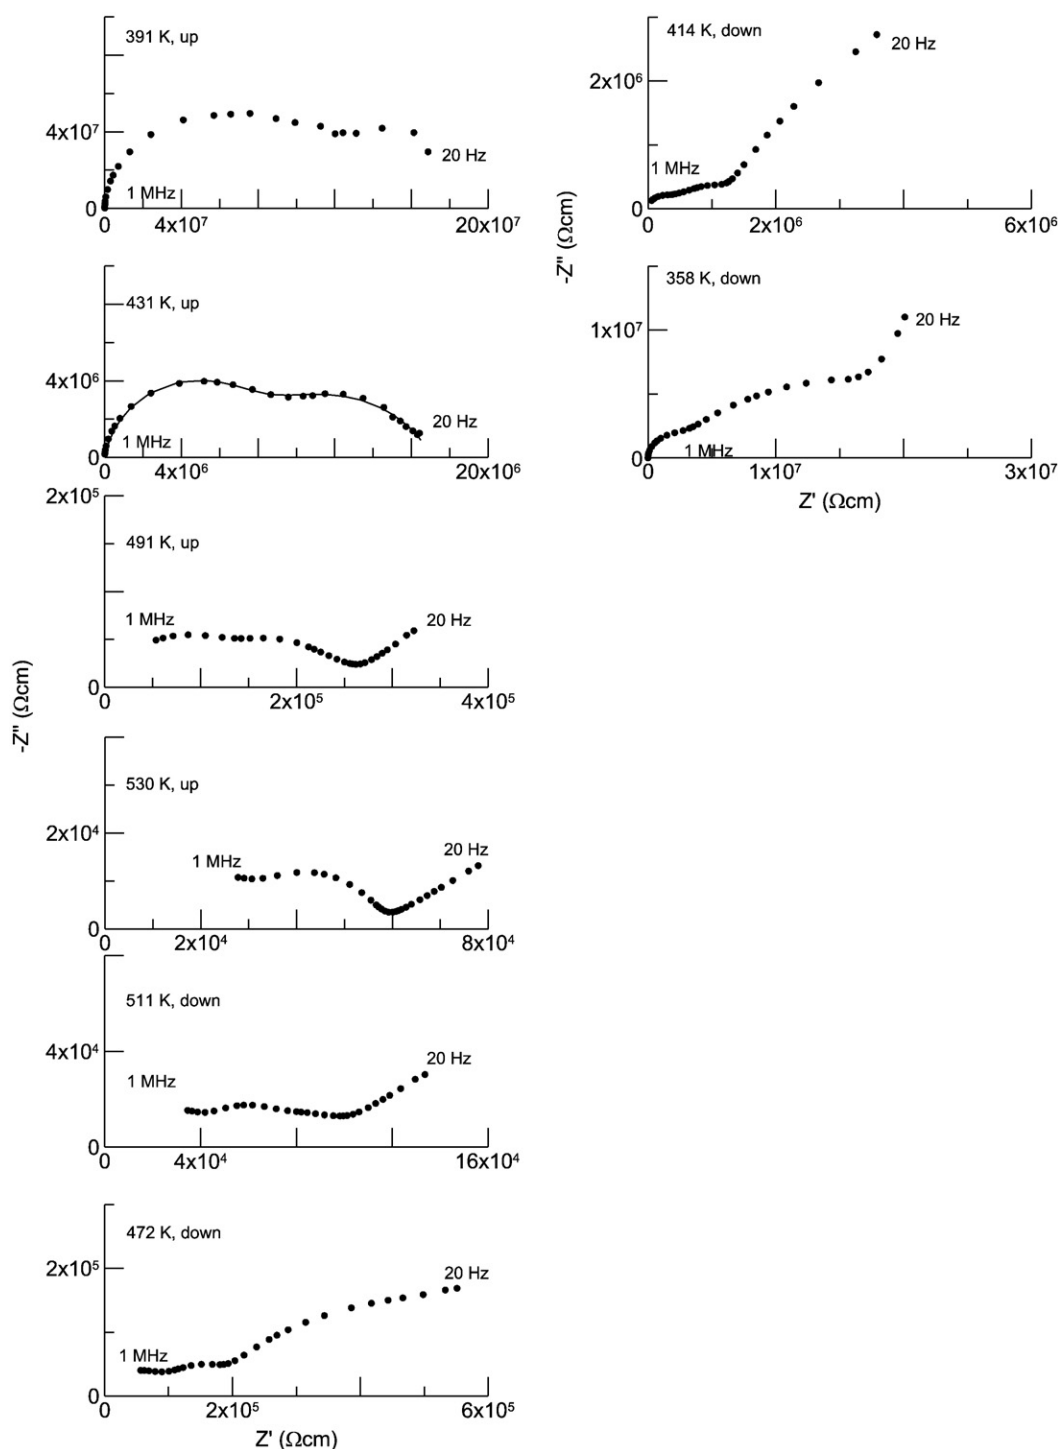 391 K, up
4x10⁷
20 Hz
1 MHz
0
0
4x10⁷
20x10⁷
431 K, up
4x10⁶
20 Hz
1 MHz
0
0
4x10⁶
20x10⁶
2x10⁵
491 K, up
1 MHz
20 Hz
0
0
2x10⁵
4x10⁵
-Z" (Ωcm)
530 K, up
2x10⁴
20 Hz
1 MHz
0
0
2x10⁴
8x10⁴
511 K, down
4x10⁴
20 Hz
1 MHz
0
0
4x10⁴
16x10⁴
472 K, down
2x10⁵
20 Hz
1 MHz
0
0
2x10⁵
6x10⁵
Z' (Ωcm)
414 K, down
20 Hz
2x10⁶
1 MHz
0
0
2x10⁶
6x10⁶
-Z" (Ωcm)
358 K, down
20 Hz
1x10⁷
1 MHz
0
0
1x10⁷
3x10⁷
Z' (Ωcm)